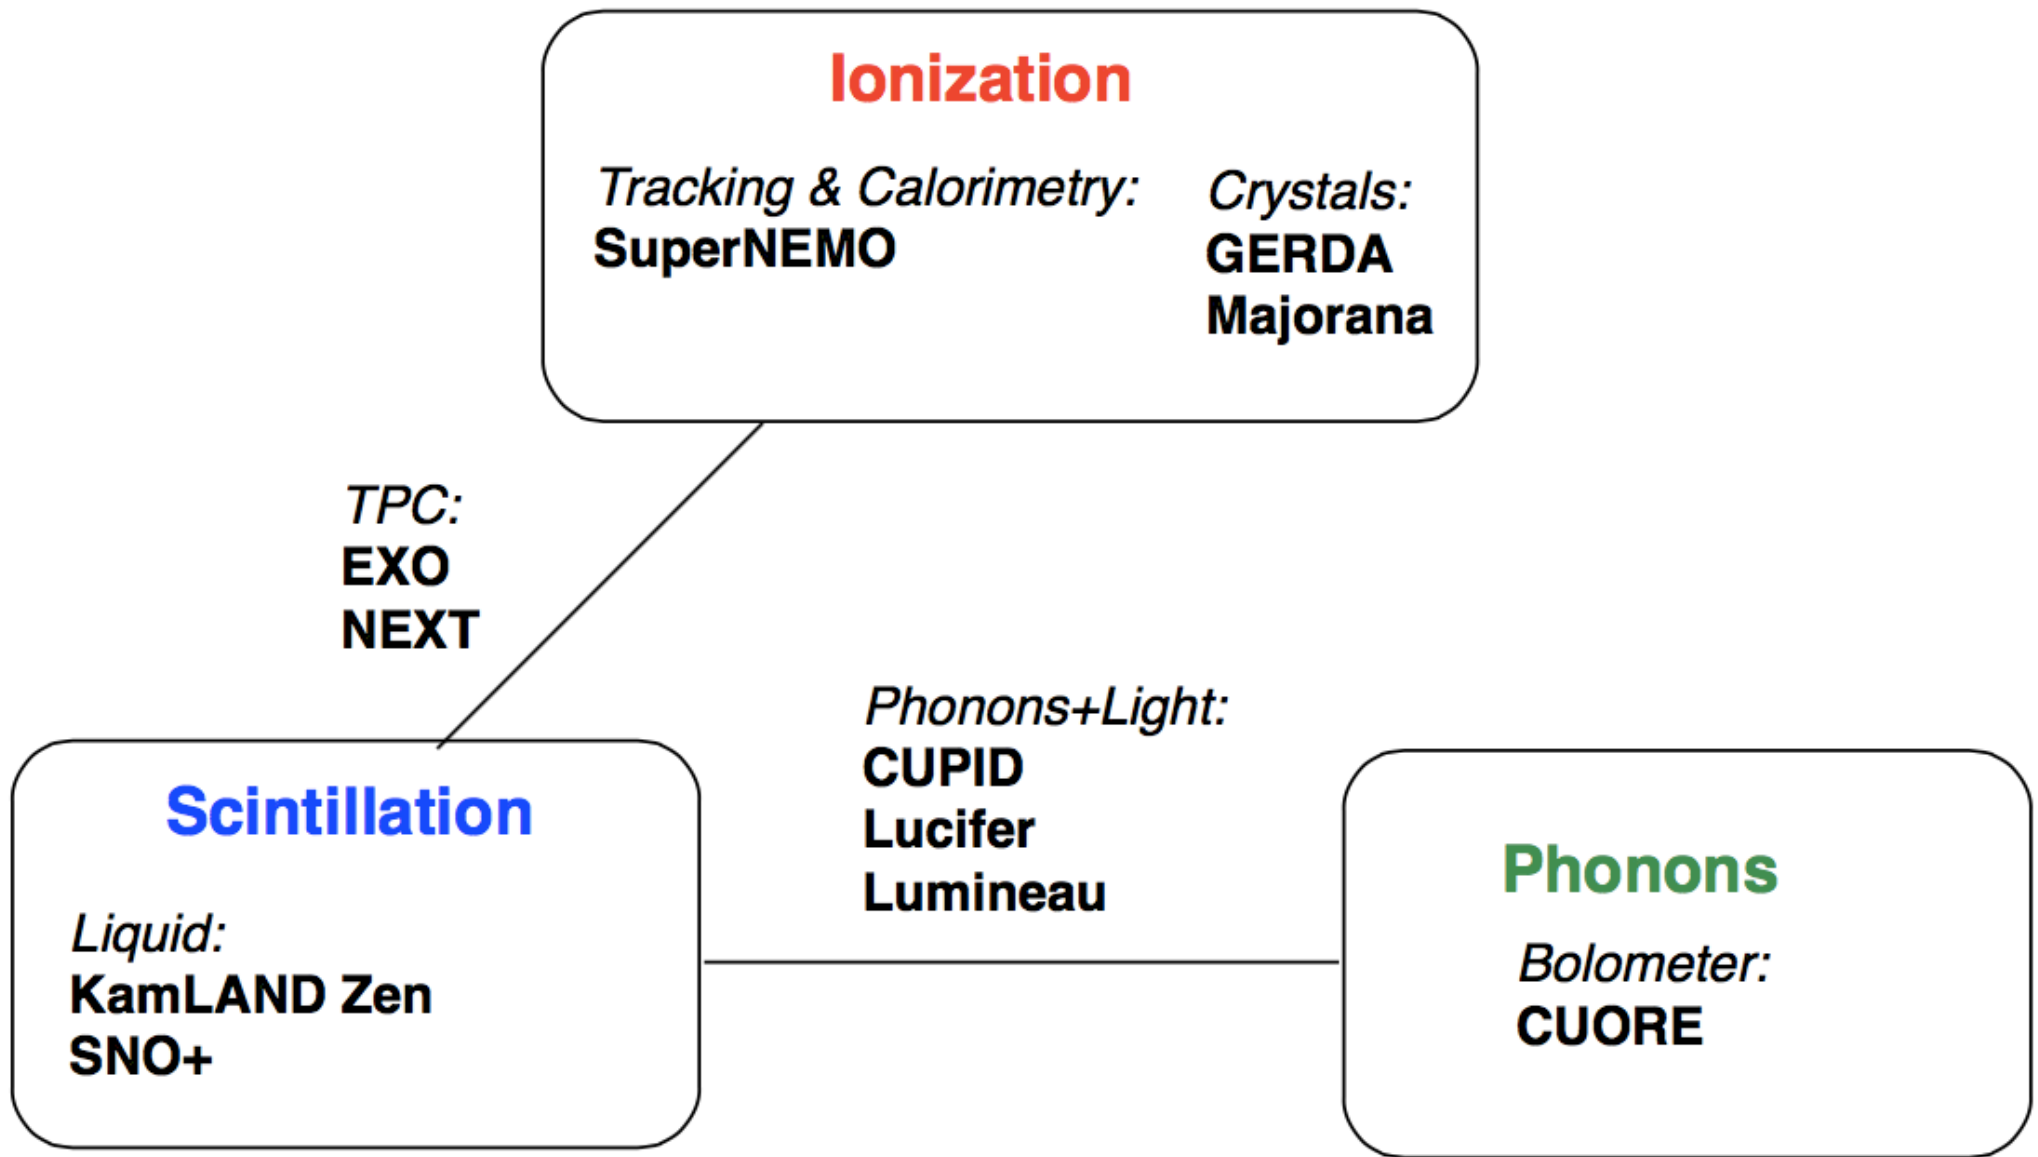 Ionization
Tracking & Calorimetry:
SuperNEMO
Crystals:
GERDA
Majorana
TPC:
EXO
NEXT
Phonons+Light:
CUPID
Lucifer
Lumineau
Scintillation
Liquid:
KamLAND Zen
SNO+
Phonons
Bolometer:
CUORE